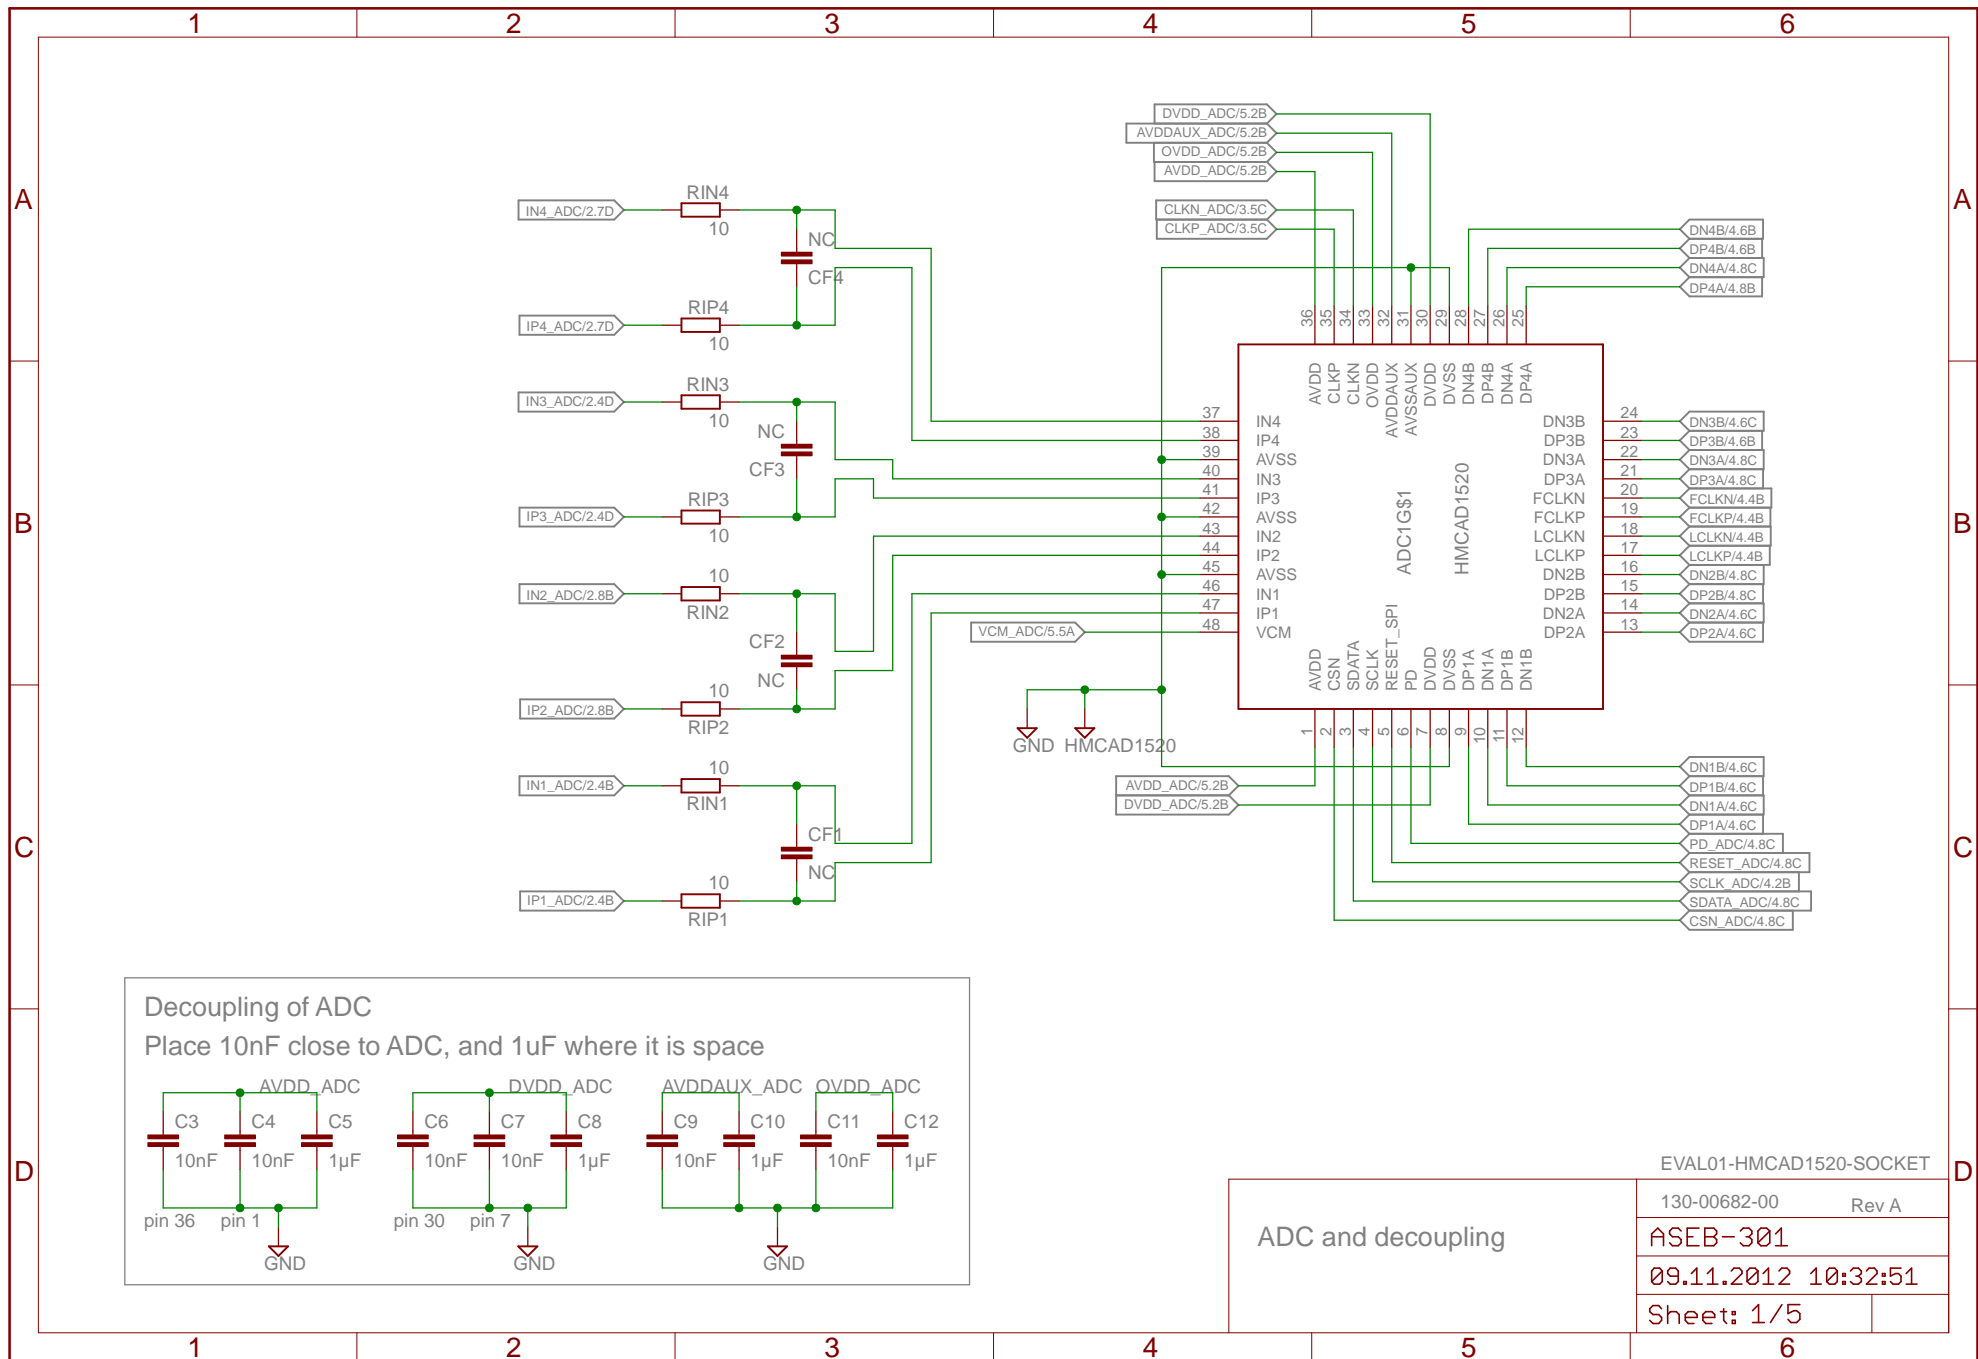 1 2 3 4 5 6
DVDD_ADC/5.2B
AVDDAUX_ADC/5.2B
OVDD_ADC/5.2B
AVDD_ADC/5.2B
CLKN_ADC/3.5C
CLKP_ADC/3.5C
A
A
IN4_ADC/2.7D
RIN4
10
NC
CF4
IP4_ADC/2.7D
RIP4
10
DN4B/4.6B
DP4B/4.6B
DN4A/4.8C
DP4A/4.8B
36 35 34 33 32 31 30 29 28 27 26 25
AVDD CLKP CLKN OVDD AVDDAUX AVSSAUX DVDD DVSS DN4B DP4B DN4A DP4A
IN3_ADC/2.4D
RIN3
10
NC
CF3
IP3_ADC/2.4D
RIP3
10
B
B
IN2_ADC/2.8B
10
RIN2
CF2
NC
IP2_ADC/2.8B
10
RIP2
37 IN4
38 IP4
39 AVSS
40 IN3
41 IP3
42 AVSS
43 IN2
44 IP2
45 AVSS
46 IN1
47 IP1
VCM_ADC/5.5A 48 VCM
ADC1G$1
HMCAD1520
DN3B 24 DN3B/4.6C
DP3B 23 DP3B/4.6B
DN3A 22 DN3A/4.8C
DP3A 21 DP3A/4.8C
FCLKN 20 FCLKN/4.4B
FCLKP 19 FCLKP/4.4B
LCLKN 18 LCLKN/4.4B
LCLKP 17 LCLKP/4.4B
DN2B 16 DN2B/4.8C
DP2B 15 DP2B/4.8C
DN2A 14 DN2A/4.6C
DP2A 13 DP2A/4.6C
AVDD CSN SDATA SCLK RESET_SPI PD DVDD DVSS DP1A DN1A DP1B DN1B
1 2 3 4 5 6 7 8 9 10 11 12
GND HMCAD1520
AVDD_ADC/5.2B
DVDD_ADC/5.2B
IN1_ADC/2.4B
10
RIN1
CF1
NC
IP1_ADC/2.4B
10
RIP1
C
C
DN1B/4.6C
DP1B/4.6C
DN1A/4.6C
DP1A/4.6C
PD_ADC/4.8C
RESET_ADC/4.8C
SCLK_ADC/4.2B
SDATA_ADC/4.8C
CSN_ADC/4.8C
Decoupling of ADC
Place 10nF close to ADC, and 1uF where it is space
AVDD_ADC DVDD_ADC AVDDAUX_ADC OVDD_ADC
C3 C4 C5 C6 C7 C8 C9 C10 C11 C12
10nF 10nF 1µF 10nF 10nF 1µF 10nF 1µF 10nF 1µF
pin 36 pin 1 pin 30 pin 7
GND GND GND
D
D
EVAL01-HMCAD1520-SOCKET
130-00682-00 Rev A
ADC and decoupling
ASEB-301
09.11.2012 10:32:51
Sheet: 1/5
1 2 3 4 5 6